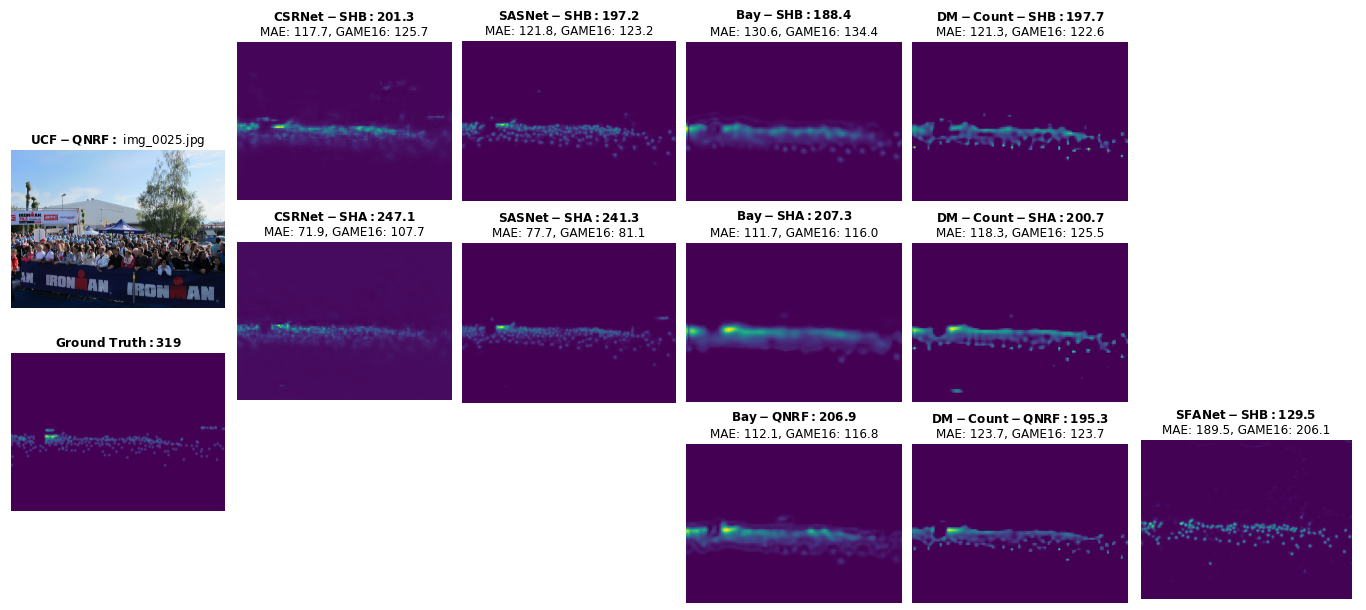 CSRNet − SHB : 201.3
MAE: 117.7, GAME16: 125.7
SASNet − SHB : 197.2
MAE: 121.8, GAME16: 123.2
Bay − SHB : 188.4
MAE: 130.6, GAME16: 134.4
DM − Count − SHB : 197.7
MAE: 121.3, GAME16: 122.6
UCF − QNRF : img_0025.jpg
IRONMAN
IRONMAN
IRONMAN
CSRNet − SHA : 247.1
MAE: 71.9, GAME16: 107.7
SASNet − SHA : 241.3
MAE: 77.7, GAME16: 81.1
Bay − SHA : 207.3
MAE: 111.7, GAME16: 116.0
DM − Count − SHA : 200.7
MAE: 118.3, GAME16: 125.5
Ground Truth : 319
Bay − QNRF : 206.9
MAE: 112.1, GAME16: 116.8
DM − Count − QNRF : 195.3
MAE: 123.7, GAME16: 123.7
SFANet − SHB : 129.5
MAE: 189.5, GAME16: 206.1